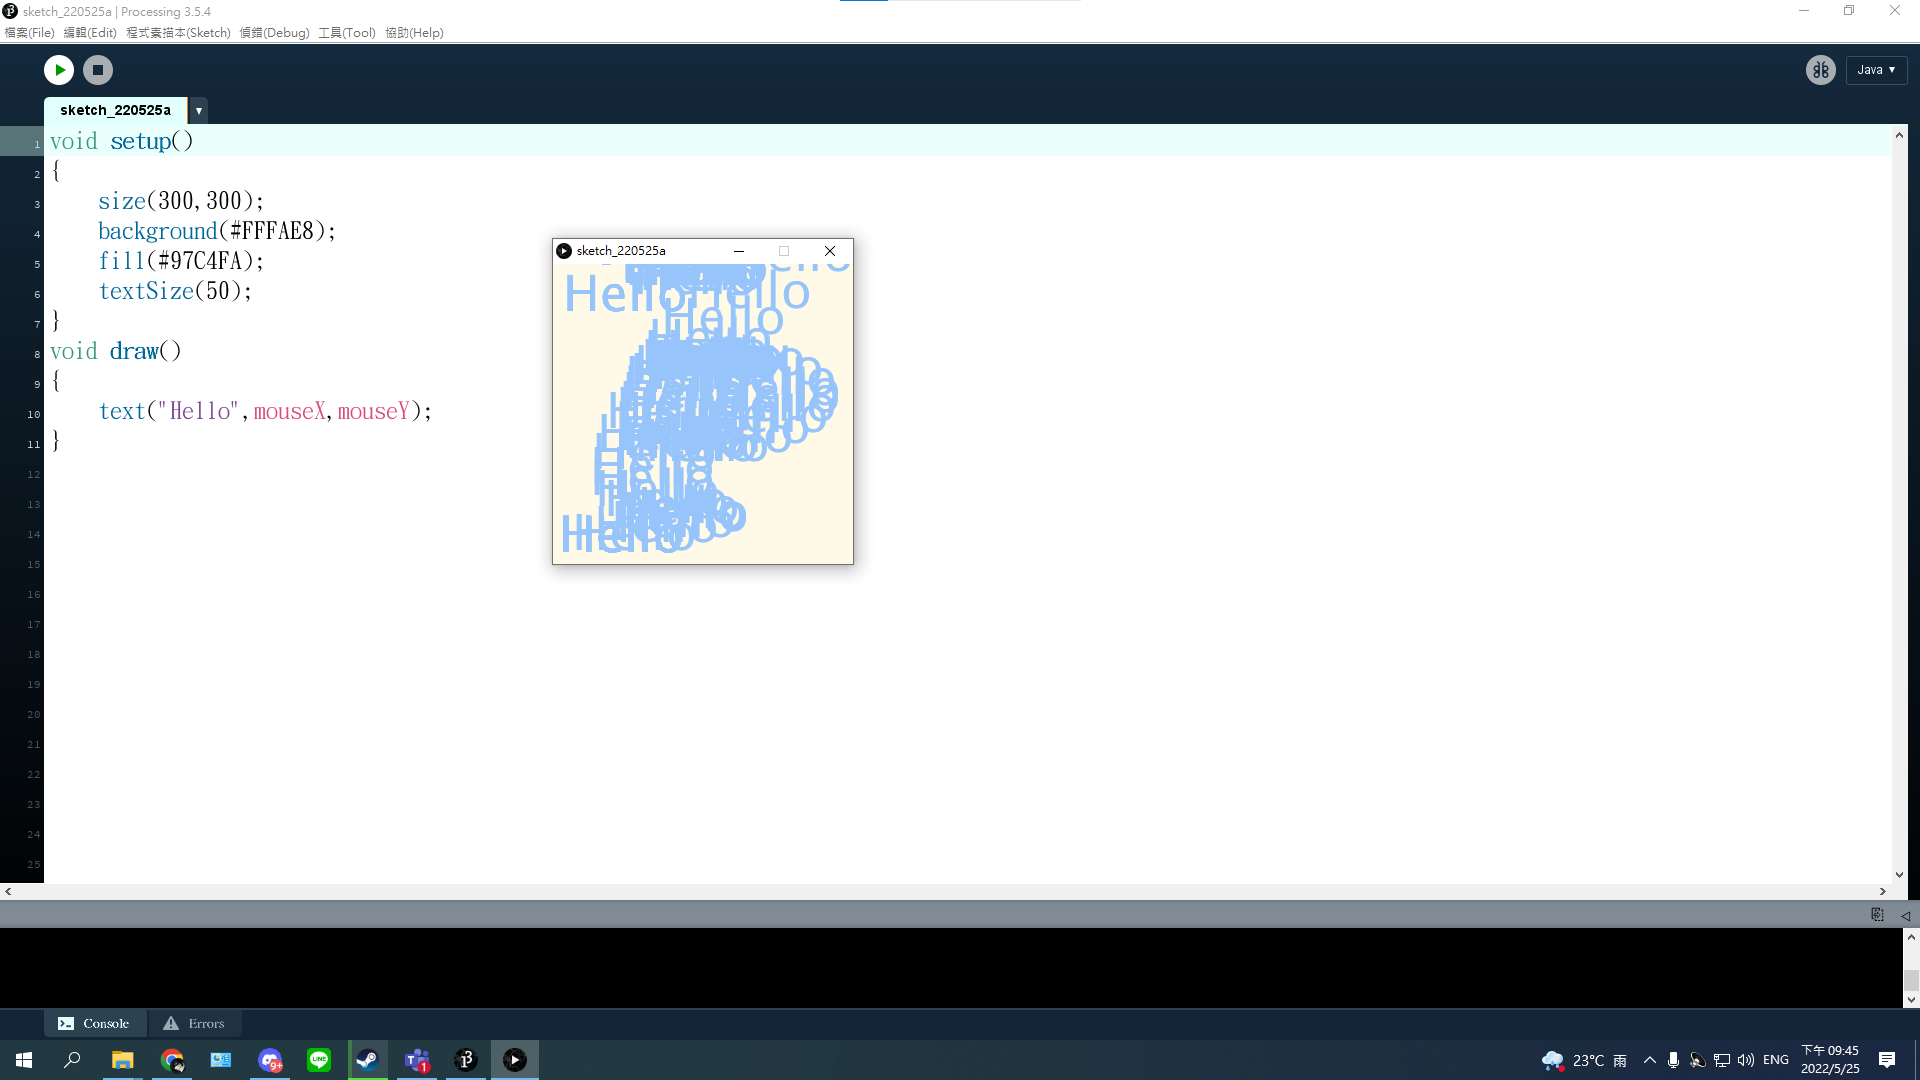 sketch_220525a | Processing 3.5.4
檔案(File) 編輯(Edit) 程式素描本(Sketch) 偵錯(Debug) 工具(Tool) 協助(Help)
Java ▼
sketch_220525a ▼
1 void setup()
2 {
3 size(300,300);
4 background(#FFFAE8);
5 fill(#97C4FA);
6 textSize(50);
7 }
8 void draw()
9 {
10 text("Hello",mouseX,mouseY);
11 }
12
13
14
15
16
17
18
19
20
21
22
23
24
25
sketch_220525a
Hello
Hello
Hello
Hello
Console Errors
9+
LINE
1
23°C 雨
ENG
下午 09:45
2022/5/25